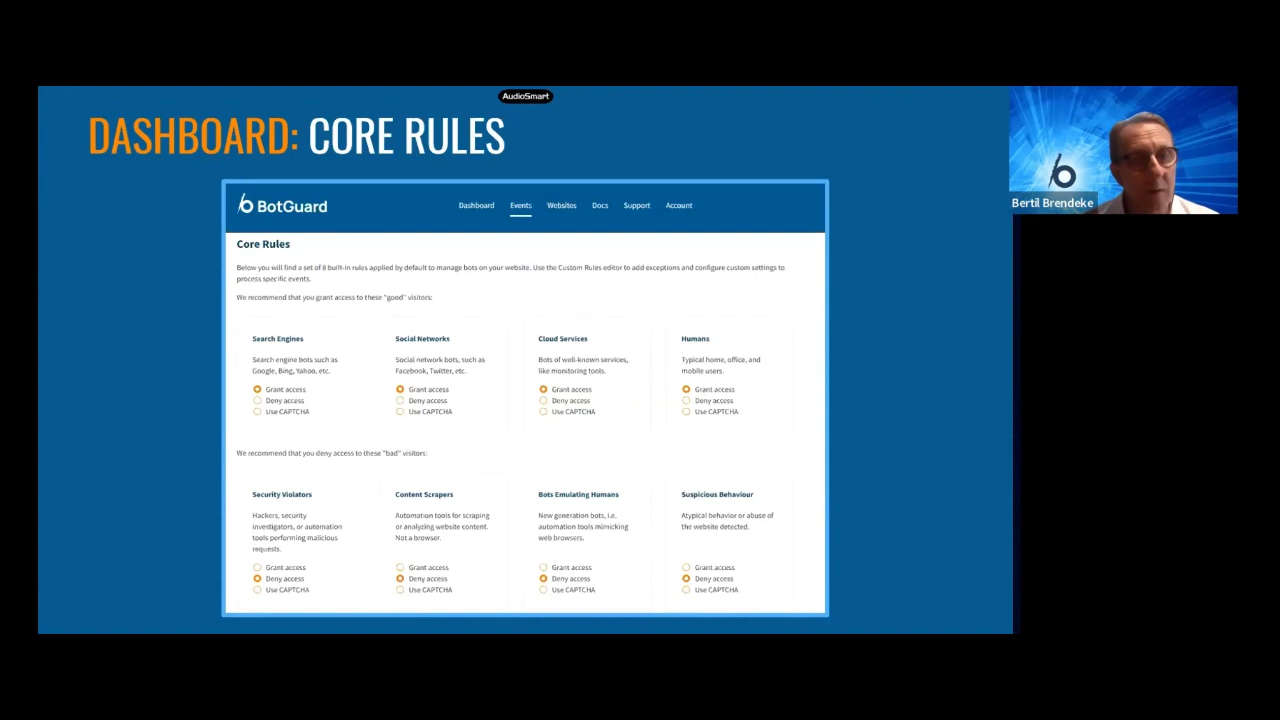 AudioSmart
DASHBOARD: CORE RULES
BotGuard
Dashboard Events Websites Docs Support Account
Core Rules
Below you will find a set of 8 built-in rules applied by default to manage bots on your website. Use the Custom Rules editor to add exceptions and configure custom settings to
process specific events.
We recommend that you grant access to these "good" visitors:
Search Engines
Search engine bots such as
Google, Bing, Yahoo, etc.
Grant access
Deny access
Use CAPTCHA
Social Networks
Social network bots, such as
Facebook, Twitter, etc.
Grant access
Deny access
Use CAPTCHA
Cloud Services
Bots of well-known services,
like monitoring tools.
Grant access
Deny access
Use CAPTCHA
Humans
Typical home, office, and
mobile users.
Grant access
Deny access
Use CAPTCHA
We recommend that you deny access to these "bad" visitors:
Security Violators
Hackers, security
investigators, or automation
tools performing malicious
requests.
Grant access
Deny access
Use CAPTCHA
Content Scrapers
Automation tools for scraping
or analyzing website content.
Not a browser.
Grant access
Deny access
Use CAPTCHA
Bots Emulating Humans
New generation bots, i.e.
automation tools mimicking
web browsers.
Grant access
Deny access
Use CAPTCHA
Suspicious Behaviour
Atypical behavior or abuse of
the website detected.
Grant access
Deny access
Use CAPTCHA
Bertil Brendeke